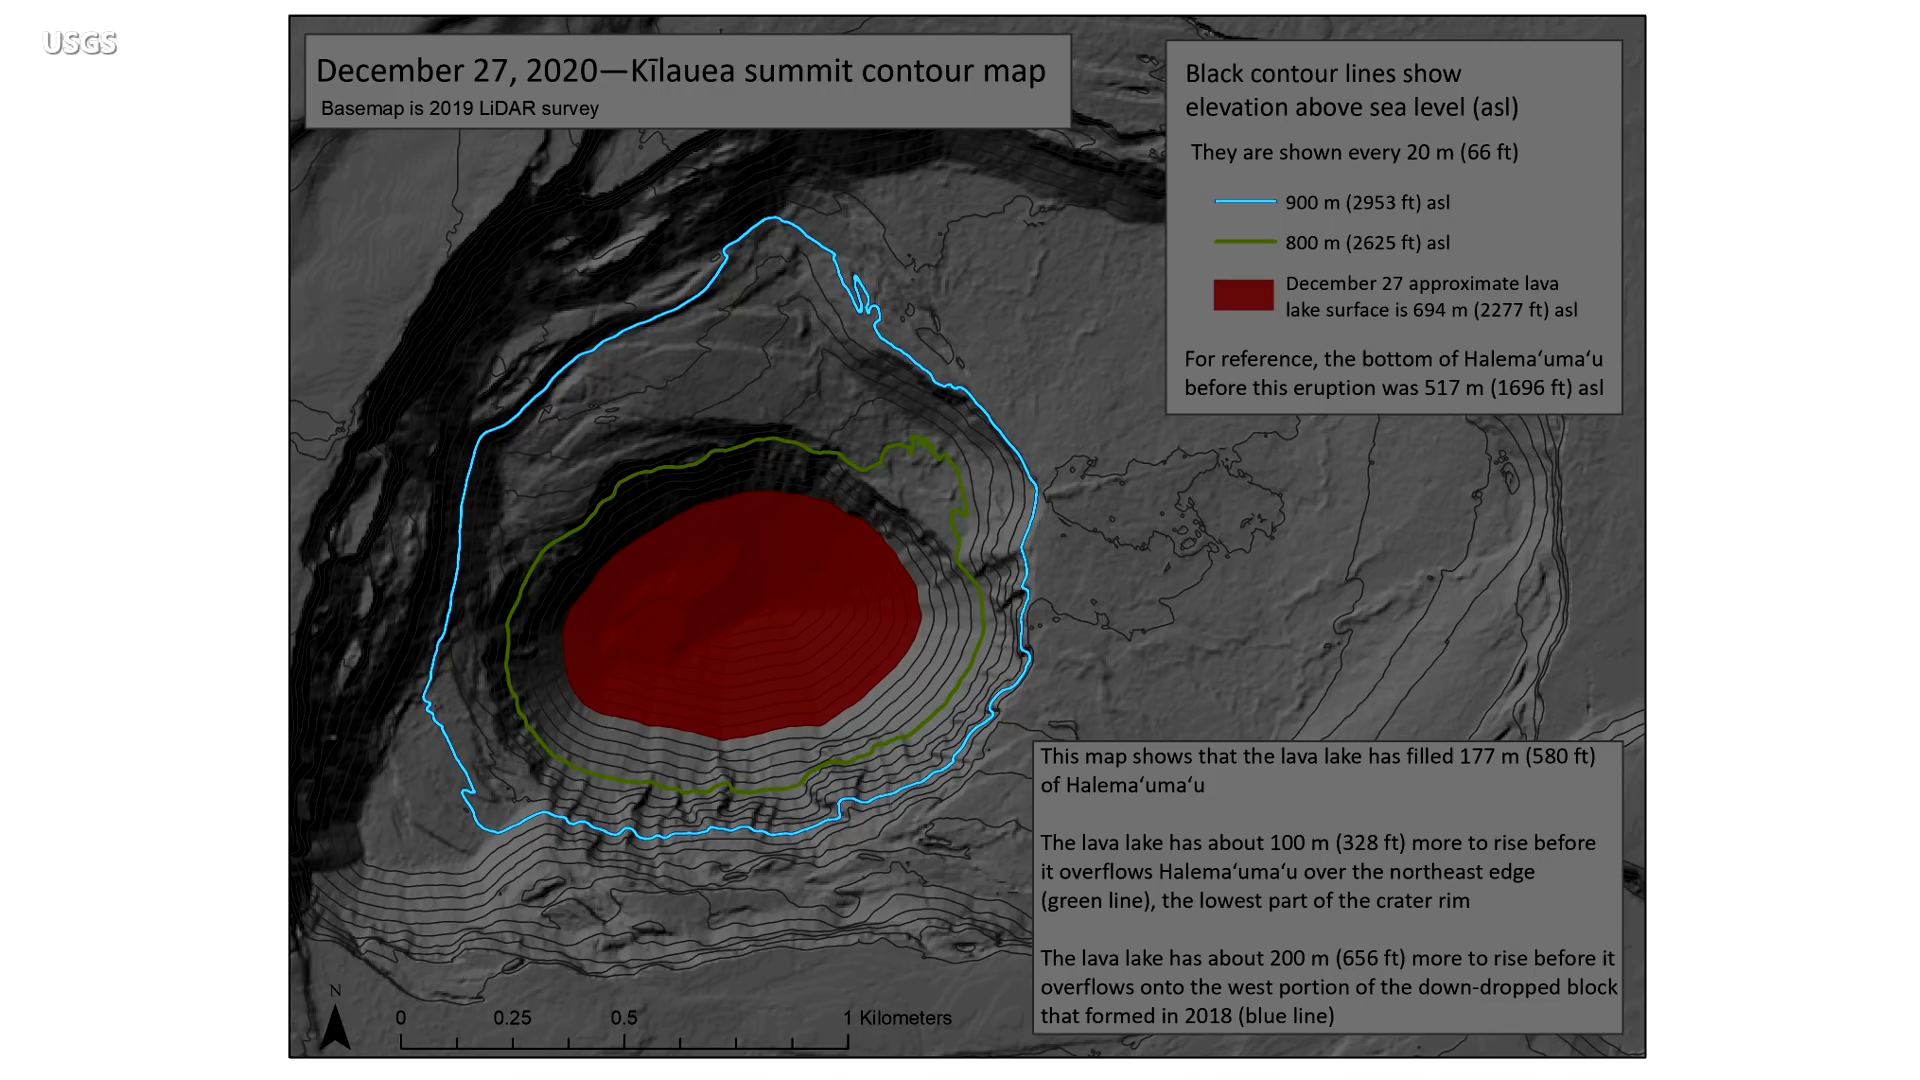 USGS
December 27, 2020—Kīlauea summit contour map
Basemap is 2019 LiDAR survey
Black contour lines show
elevation above sea level (asl)
They are shown every 20 m (66 ft)
900 m (2953 ft) asl
800 m (2625 ft) asl
December 27 approximate lava
lake surface is 694 m (2277 ft) asl
For reference, the bottom of Halemaʻumaʻu
before this eruption was 517 m (1696 ft) asl
This map shows that the lava lake has filled 177 m (580 ft)
of Halemaʻumaʻu
The lava lake has about 100 m (328 ft) more to rise before
it overflows Halemaʻumaʻu over the northeast edge
(green line), the lowest part of the crater rim
The lava lake has about 200 m (656 ft) more to rise before it
overflows onto the west portion of the down-dropped block
that formed in 2018 (blue line)
N
0 0.25 0.5 1 Kilometers